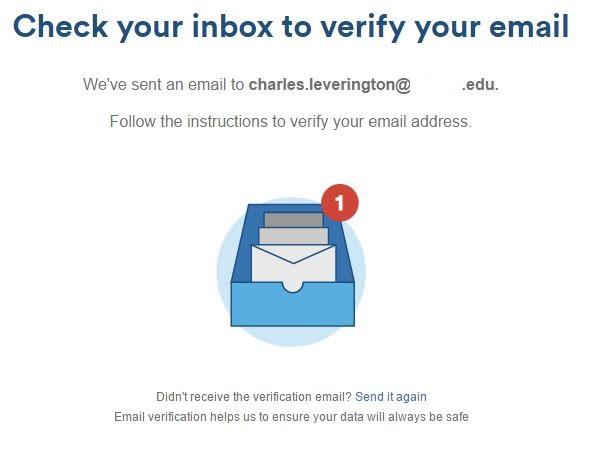 Check your inbox to verify your email
We've sent an email to charles.leverington@ .edu.
Follow the instructions to verify your email address.
1
Didn't receive the verification email? Send it again
Email verification helps us to ensure your data will always be safe